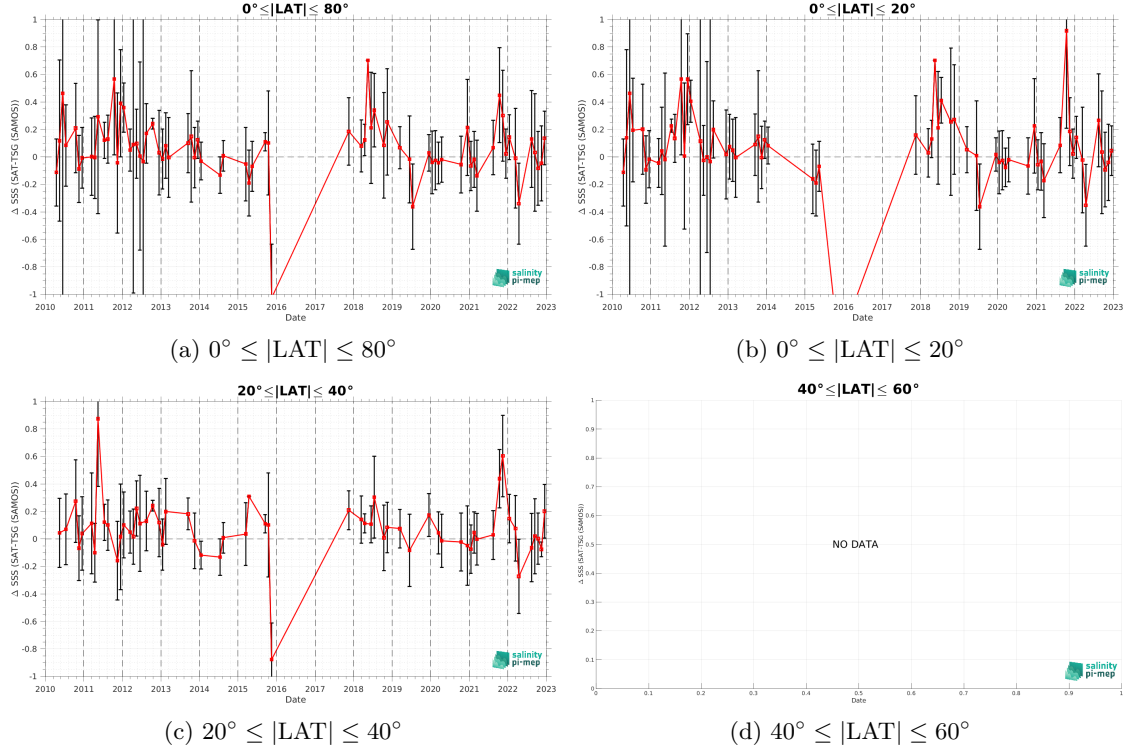 0°≤|LAT|≤ 80°
Δ SSS (SAT-TSG (SAMOS))
1
0.8
0.6
0.4
0.2
0
-0.2
-0.4
-0.6
-0.8
-1
2010 2011 2012 2013 2014 2015 2016 2017 2018 2019 2020 2021 2022 2023
Date
salinity
pi-mep
(a) 0° ≤ |LAT| ≤ 80°
0°≤|LAT|≤ 20°
Δ SSS (SAT-TSG (SAMOS))
1
0.8
0.6
0.4
0.2
0
-0.2
-0.4
-0.6
-0.8
-1
2010 2011 2012 2013 2014 2015 2016 2017 2018 2019 2020 2021 2022 2023
Date
salinity
pi-mep
(b) 0° ≤ |LAT| ≤ 20°
20°≤|LAT|≤ 40°
Δ SSS (SAT-TSG (SAMOS))
1
0.8
0.6
0.4
0.2
0
-0.2
-0.4
-0.6
-0.8
-1
2010 2011 2012 2013 2014 2015 2016 2017 2018 2019 2020 2021 2022 2023
Date
salinity
pi-mep
(c) 20° ≤ |LAT| ≤ 40°
40°≤|LAT|≤ 60°
Δ SSS (SAT-TSG (SAMOS))
1
0.9
0.8
0.7
0.6
0.5
0.4
0.3
0.2
0.1
0
NO DATA
0 0.1 0.2 0.3 0.4 0.5 0.6 0.7 0.8 0.9 1
Date
salinity
pi-mep
(d) 40° ≤ |LAT| ≤ 60°